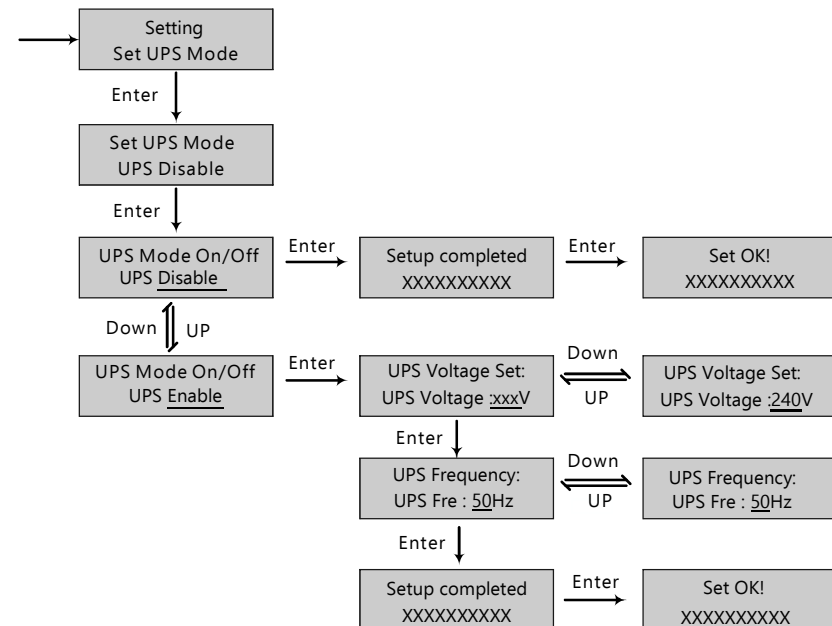 Setting
Set UPS Mode
Enter
Set UPS Mode
UPS Disable
Enter
UPS Mode On/Off
UPS Disable
Enter
Setup completed
XXXXXXXXXX
Enter
Set OK!
XXXXXXXXXX
Down
UP
UPS Mode On/Off
UPS Enable
Enter
UPS Voltage Set:
UPS Voltage :xxxV
Down
UP
UPS Voltage Set:
UPS Voltage :240V
Enter
UPS Frequency:
UPS Fre : 50Hz
Down
UP
UPS Frequency:
UPS Fre : 50Hz
Enter
Setup completed
XXXXXXXXXX
Enter
Set OK!
XXXXXXXXXX